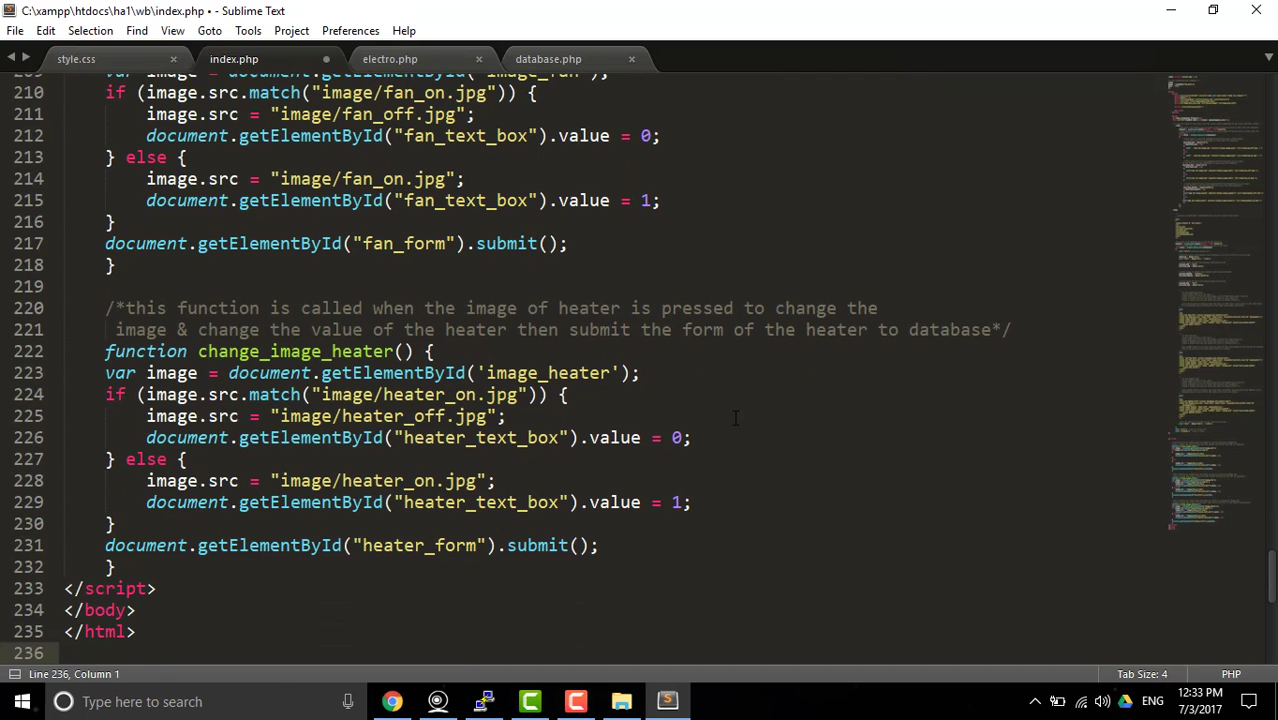 C:\xampp\htdocs\ha1\wb\index.php • - Sublime Text
File Edit Selection Find View Goto Tools Project Preferences Help
style.css index.php electro.php database.php
209 var image = document.getElementById('image_fan');
210 if (image.src.match("image/fan_on.jpg")) {
211 image.src = "image/fan_off.jpg";
212 document.getElementById("fan_text_box").value = 0;
213 } else {
214 image.src = "image/fan_on.jpg";
215 document.getElementById("fan_text_box").value = 1;
216 }
217 document.getElementById("fan_form").submit();
218 }
219
220 /*this function is called when the image of heater is pressed to change the
221 image & change the value of the heater then submit the form of the heater to database*/
222 function change_image_heater() {
223 var image = document.getElementById('image_heater');
224 if (image.src.match("image/heater_on.jpg")) {
225 image.src = "image/heater_off.jpg";
226 document.getElementById("heater_text_box").value = 0;
227 } else {
228 image.src = "image/heater_on.jpg";
229 document.getElementById("heater_text_box").value = 1;
230 }
231 document.getElementById("heater_form").submit();
232 }
233 </script>
234 </body>
235 </html>
236
Line 236, Column 1 Tab Size: 4 PHP
Type here to search ENG 12:33 PM
7/3/2017